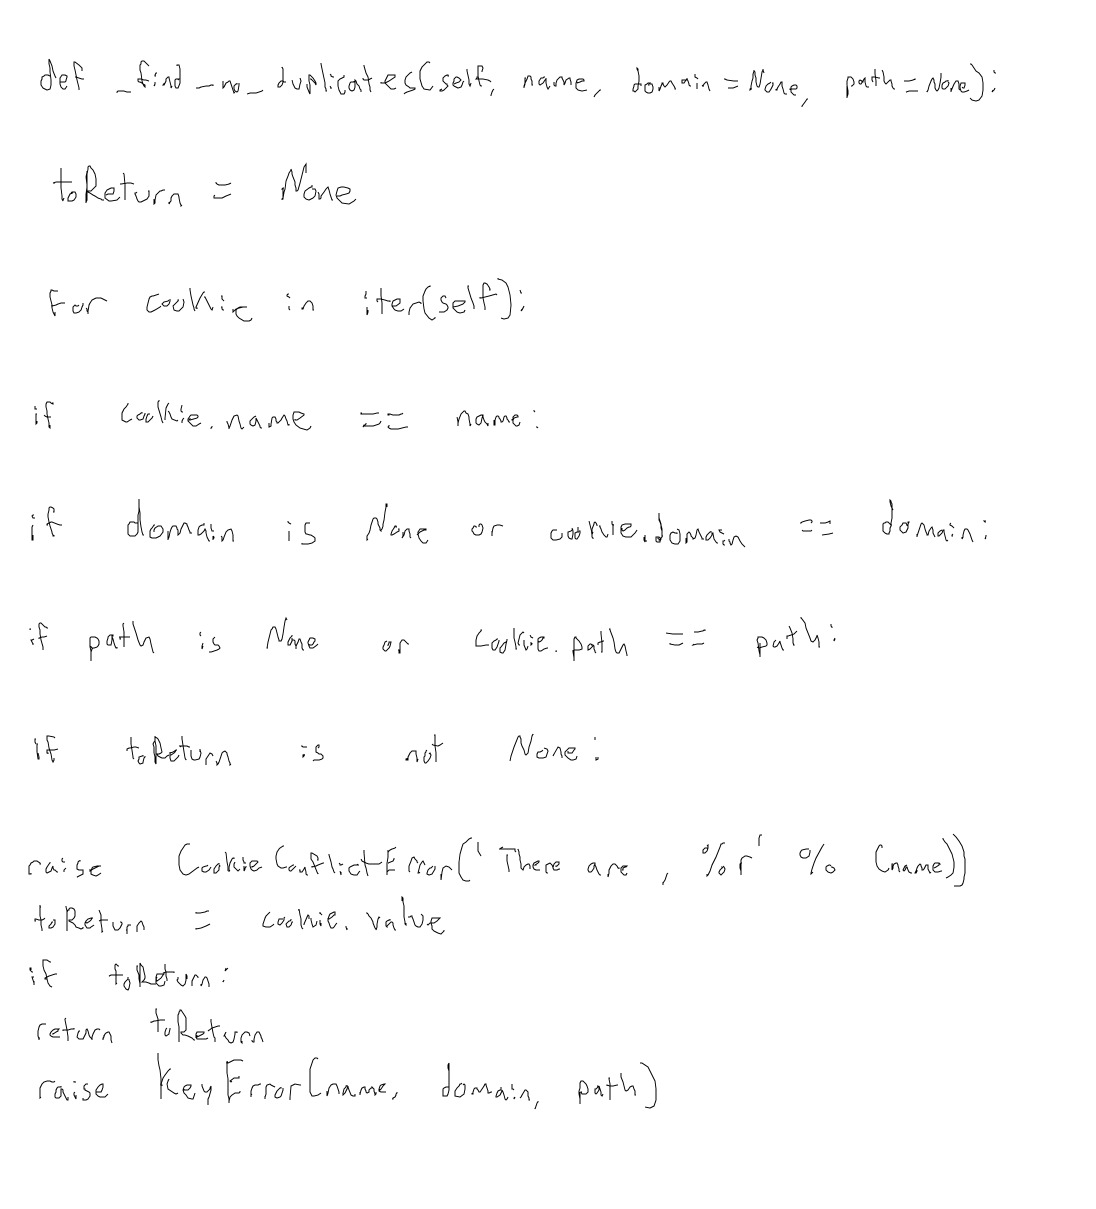 def _find_no_duplicates(self, name, domain=None, path=None):
toReturn = None
for cookie in iter(self):
if cookie.name == name:
if domain is None or cookie.domain == domain:
if path is None or cookie.path == path:
if toReturn is not None:
raise CookieConflictError('There are , %r' % (name))
toReturn = cookie.value
if toReturn:
return toReturn
raise KeyError(name, domain, path)